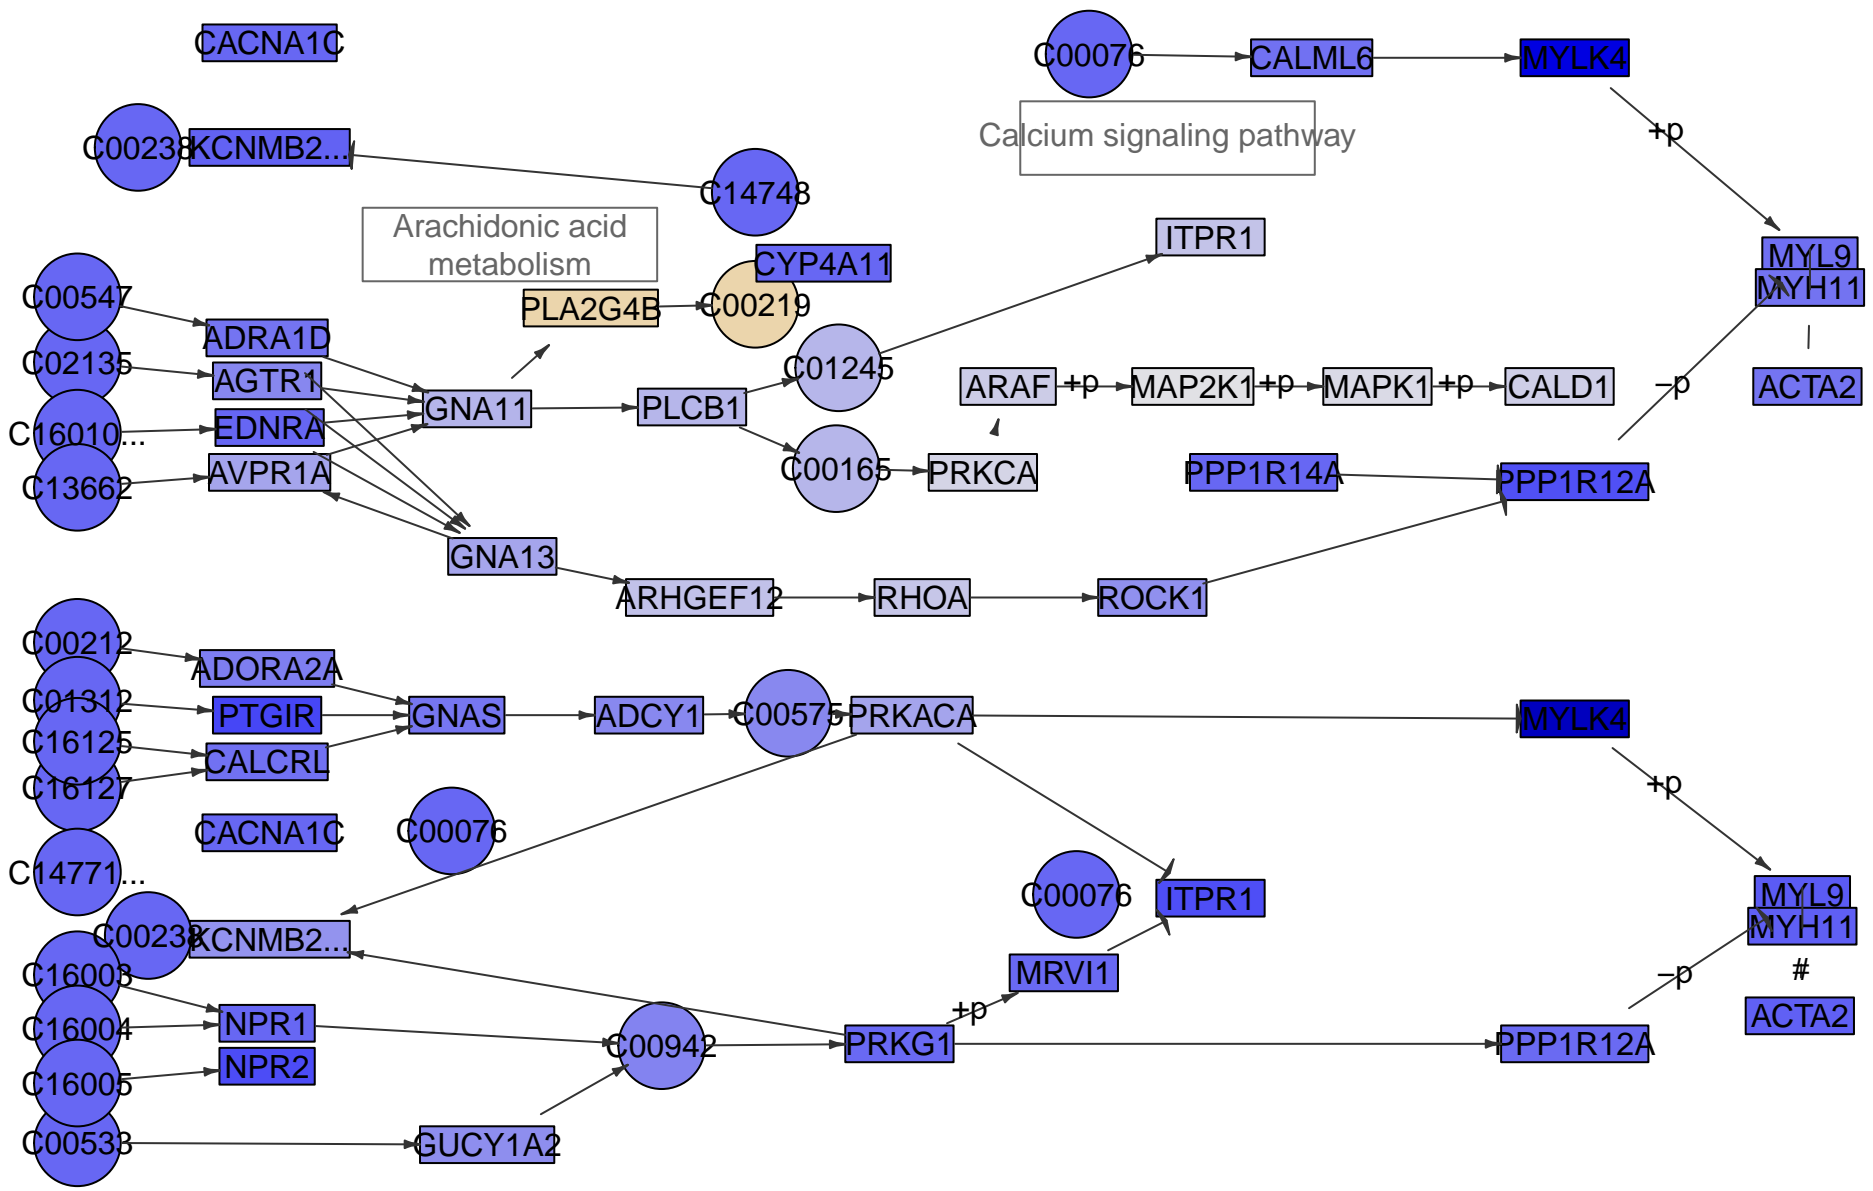 CACNA1C
C00076
CALML6
MYLK4
Calcium signaling pathway
+p
C00238
KCNMB2...
C14748
Arachidonic acid
metabolism
ITPR1
CYP4A11
MYL9
MYH11
C00547
ADRA1D
PLA2G4B
C00219
C02135
AGTR1
GNA11
PLCB1
C01245
ARAF
+p
MAP2K1
+p
MAPK1
+p
CALD1
–p
ACTA2
C16010...
EDNRA
C13662
AVPR1A
C00165
PRKCA
PPP1R14A
PPP1R12A
GNA13
ARHGEF12
RHOA
ROCK1
C00212
ADORA2A
C01312
PTGIR
GNAS
ADCY1
C00575
PRKACA
MYLK4
C16125
CALCRL
C16127
+p
CACNA1C
C00076
C14771...
C00076
ITPR1
MYL9
MYH11
C00238
KCNMB2...
C16003
MRVI1
–p
#
C16004
NPR1
+p
ACTA2
C00942
PRKG1
PPP1R12A
C16005
NPR2
C00533
GUCY1A2